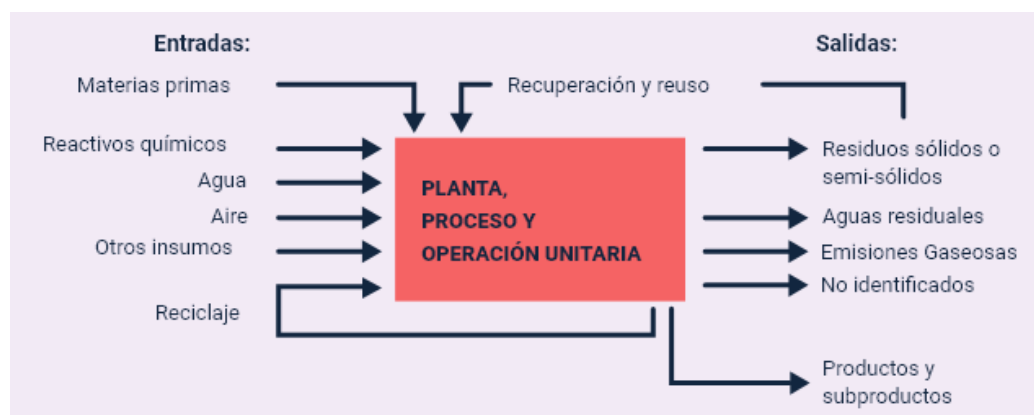 Entradas:
Salidas:
Materias primas
Recuperación y reuso
Reactivos químicos
Agua
Aire
Otros insumos
Reciclaje
PLANTA,
PROCESO Y
OPERACIÓN UNITARIA
Residuos sólidos o
semi-sólidos
Aguas residuales
Emisiones Gaseosas
No identificados
Productos y
subproductos